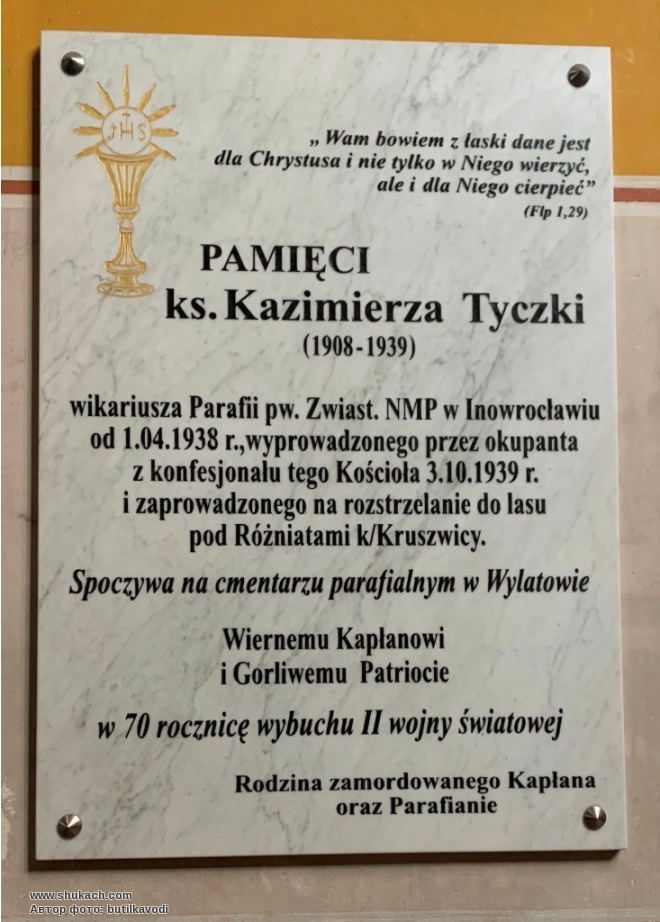 JHS
„Wam bowiem z łaski dane jest
dla Chrystusa i nie tylko w Niego wierzyć,
ale i dla Niego cierpieć”
(Flp 1,29)
PAMIĘCI
ks. Kazimierza Tyczki
(1908-1939)
wikariusza Parafii pw. Zwiast. NMP w Inowrocławiu
od 1.04.1938 r.,wyprowadzonego przez okupanta
z konfesjonału tego Kościoła 3.10.1939 r.
i zaprowadzonego na rozstrzelanie do lasu
pod Różniatami k/Kruszwicy.
Spoczywa na cmentarzu parafialnym w Wylatowie
Wiernemu Kapłanowi
i Gorliwemu Patriocie
w 70 rocznicę wybuchu II wojny światowej
Rodzina zamordowanego Kapłana
oraz Parafianie
www.shukach.com
Автор фото: butilkavodi